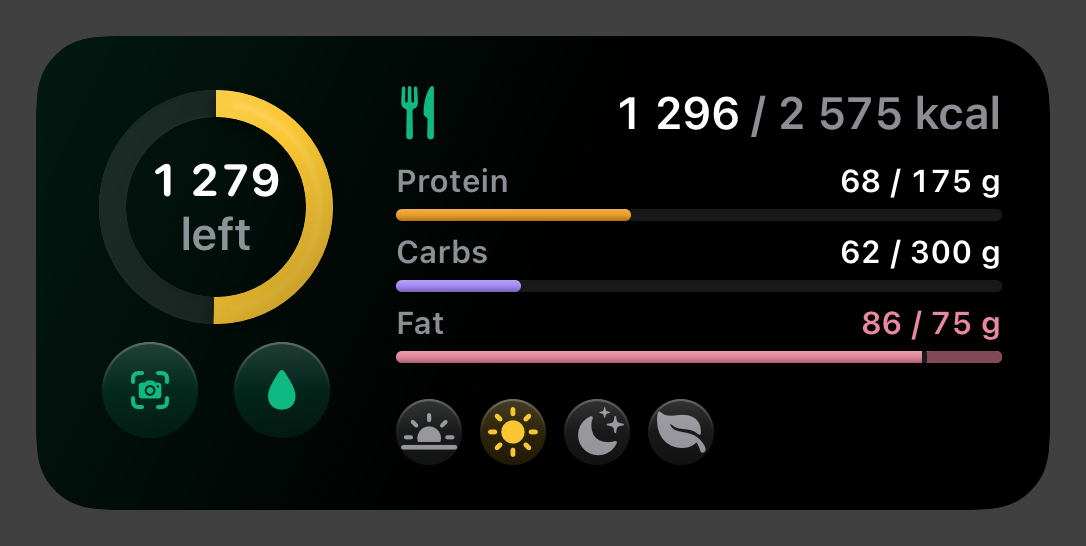 1 279
left
1 296 / 2 575 kcal
Protein 68 / 175 g
Carbs 62 / 300 g
Fat 86 / 75 g